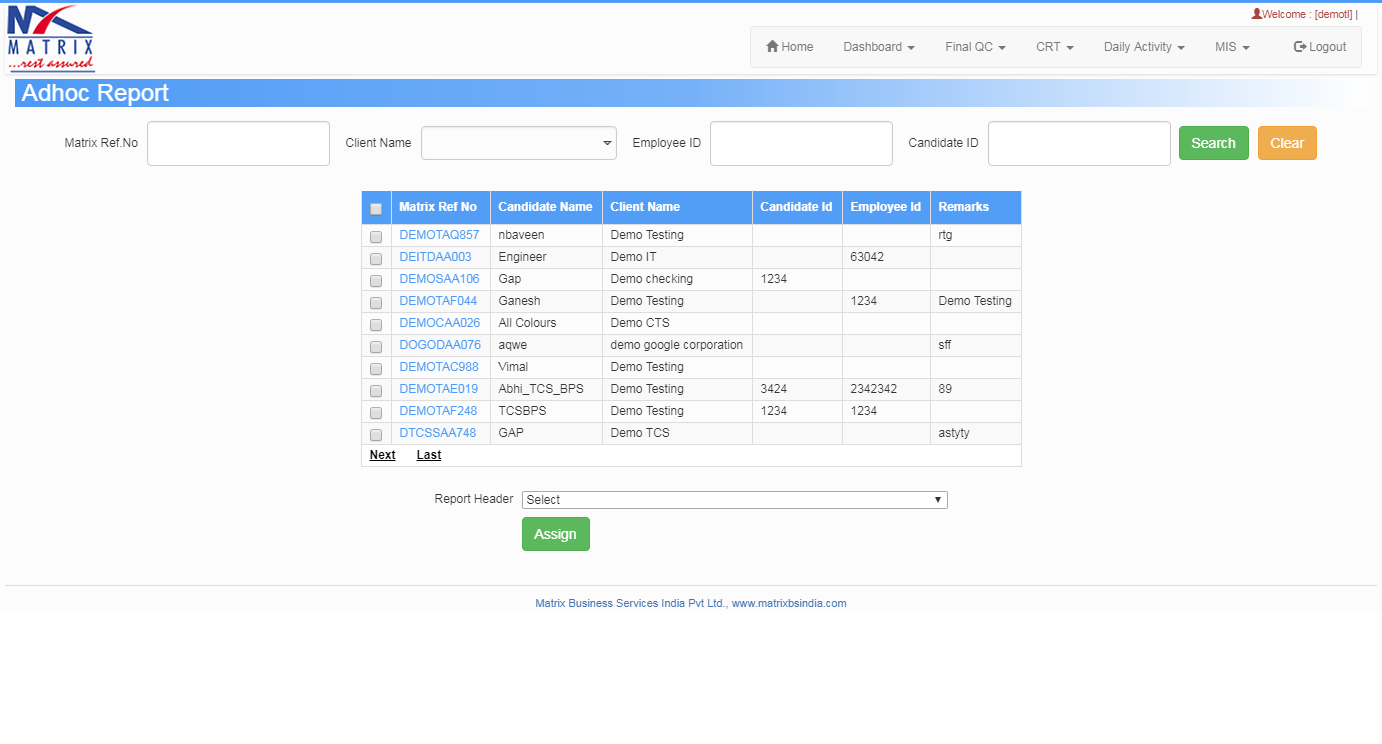 MATRIX
...rest assured
Welcome : [demotl] |
Home Dashboard Final QC CRT Daily Activity MIS Logout
Adhoc Report
Matrix Ref.No Client Name Employee ID Candidate ID Search Clear
Matrix Ref No Candidate Name Client Name Candidate Id Employee Id Remarks
DEMOTAQ857 nbaveen Demo Testing rtg
DEITDAA003 Engineer Demo IT 63042
DEMOSAA106 Gap Demo checking 1234
DEMOTAF044 Ganesh Demo Testing 1234 Demo Testing
DEMOCAA026 All Colours Demo CTS
DOGODAA076 aqwe demo google corporation sff
DEMOTAC988 Vimal Demo Testing
DEMOTAE019 Abhi_TCS_BPS Demo Testing 3424 2342342 89
DEMOTAF248 TCSBPS Demo Testing 1234 1234
DTCSSAA748 GAP Demo TCS astyty
Next Last
Report Header Select
Assign
Matrix Business Services India Pvt Ltd., www.matrixbsindia.com